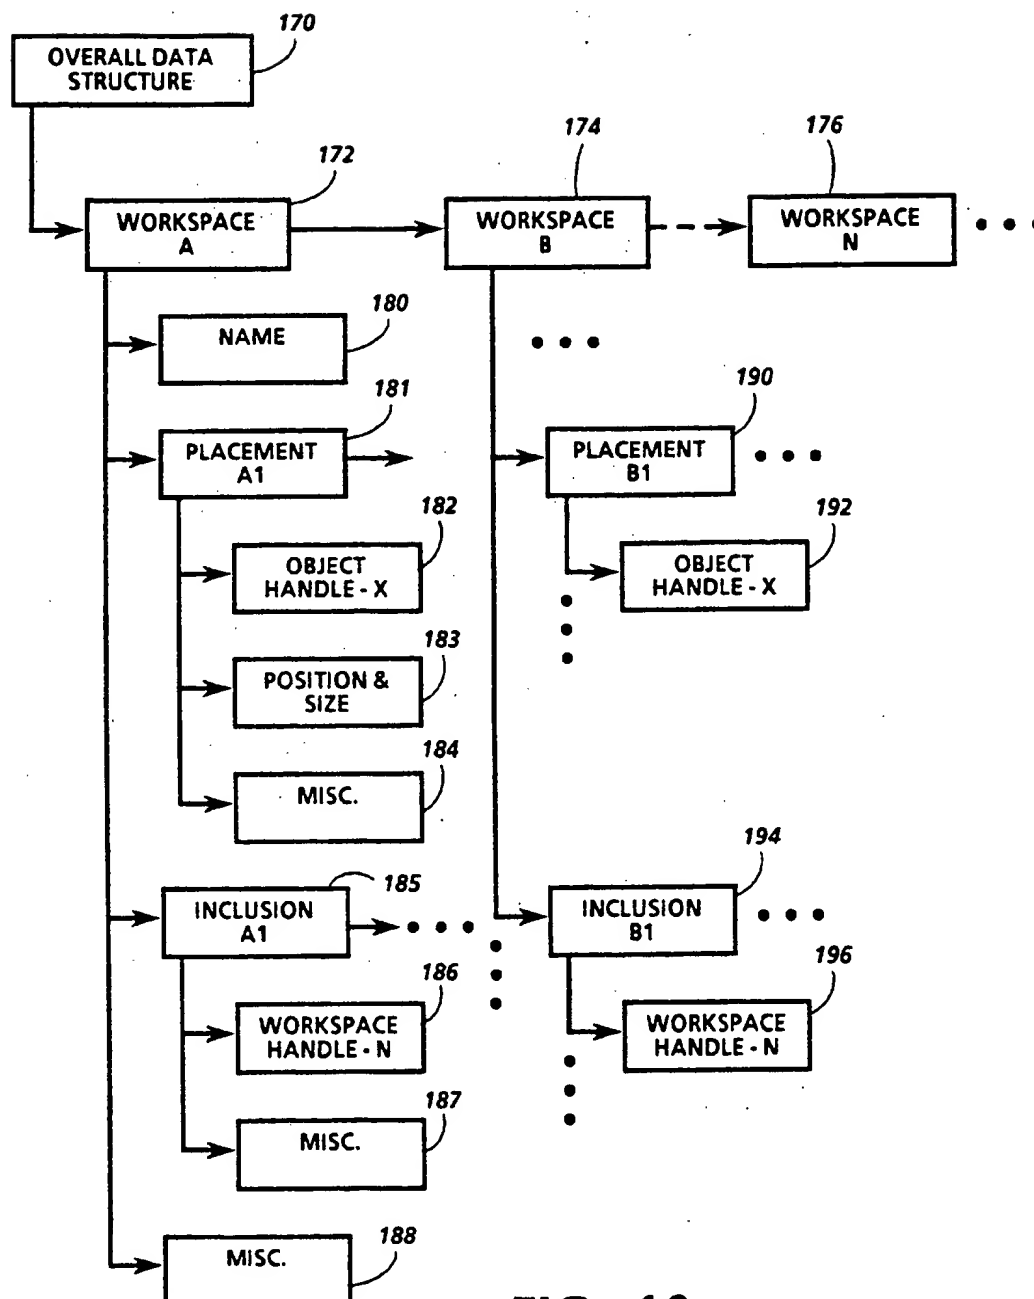 170
OVERALL DATA
STRUCTURE
174
176
172
WORKSPACE
A
WORKSPACE
B
WORKSPACE
N
180
NAME
181
190
PLACEMENT
A1
PLACEMENT
B1
182
192
OBJECT
HANDLE - X
OBJECT
HANDLE - X
183
POSITION &
SIZE
184
MISC.
194
185
INCLUSION
A1
INCLUSION
B1
186
196
WORKSPACE
HANDLE - N
WORKSPACE
HANDLE - N
187
MISC.
188
MISC.